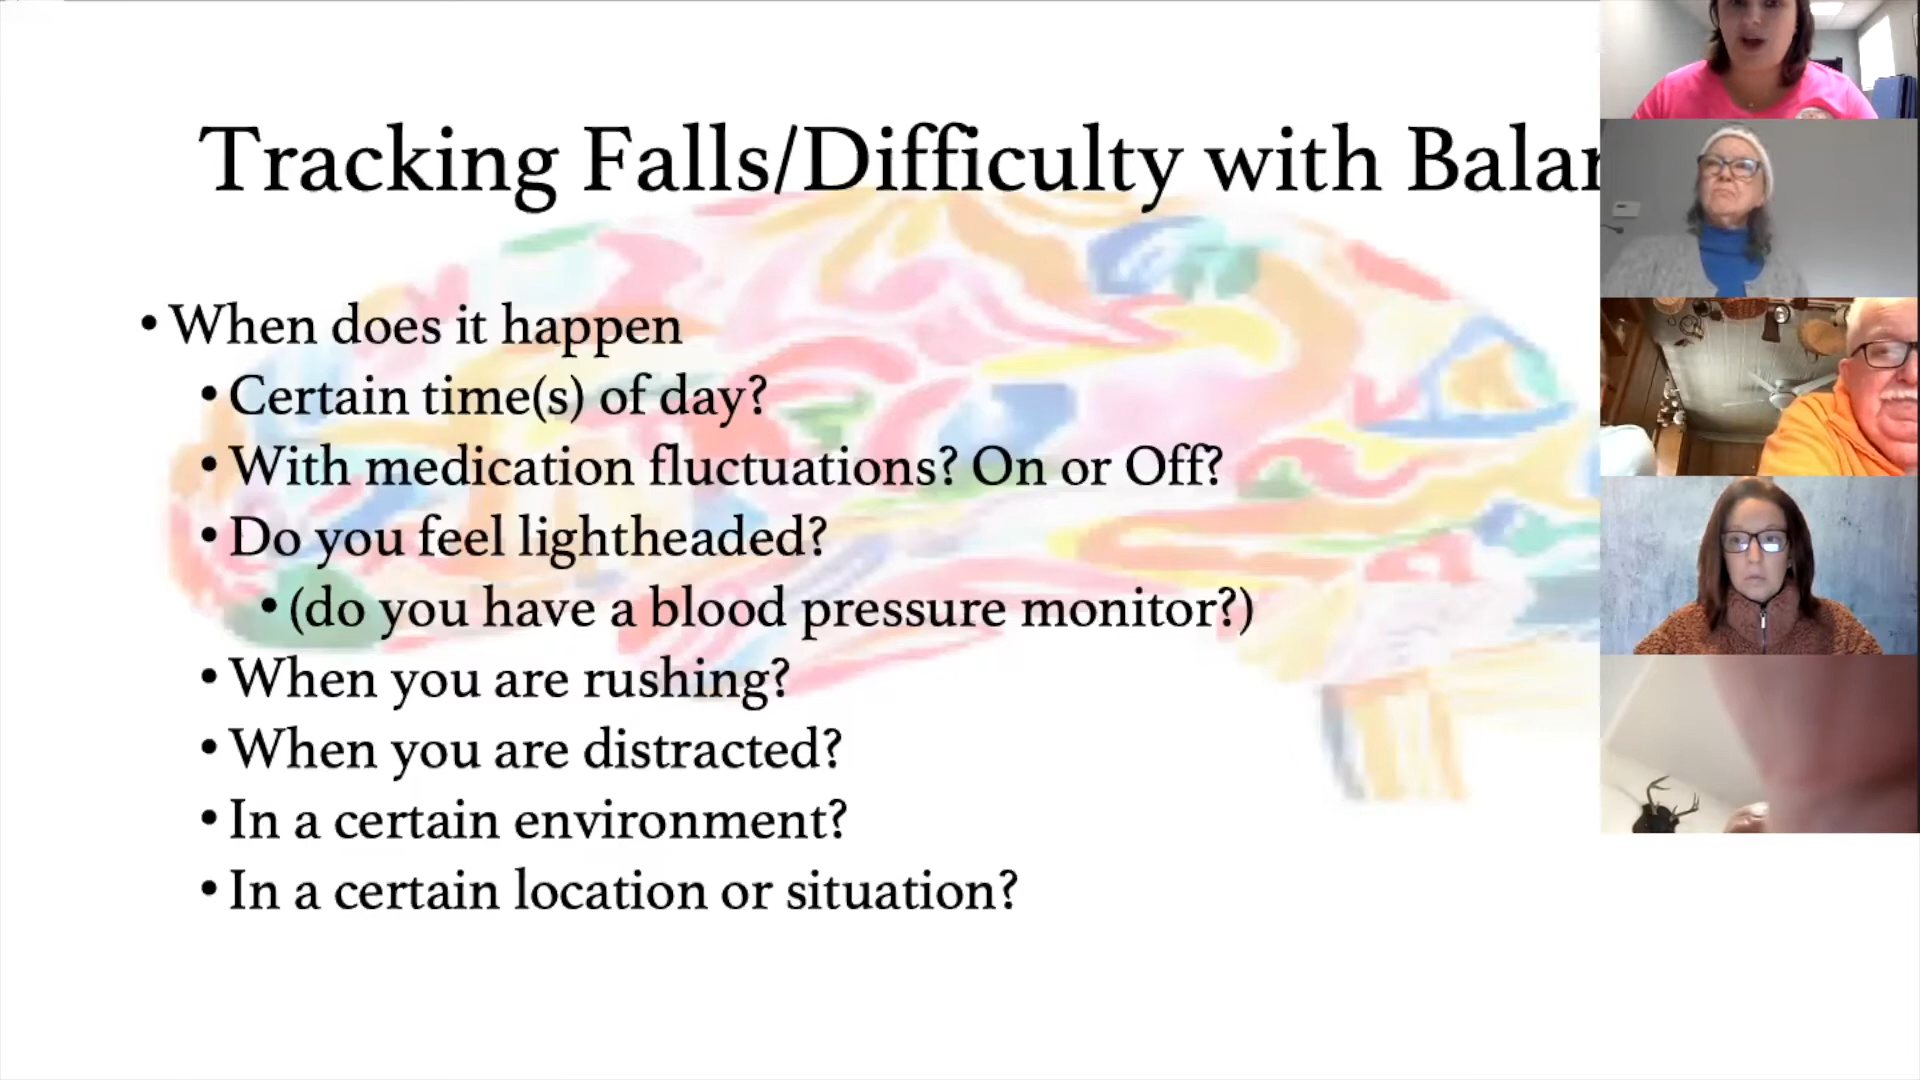 Tracking Falls/Difficulty with
• When does it happen
• Certain time(s) of day?
• With medication fluctuations? On or Off?
• Do you feel lightheaded?
• (do you have a blood pressure monitor?)
• When you are rushing?
• When you are distracted?
• In a certain environment?
• In a certain location or situation?